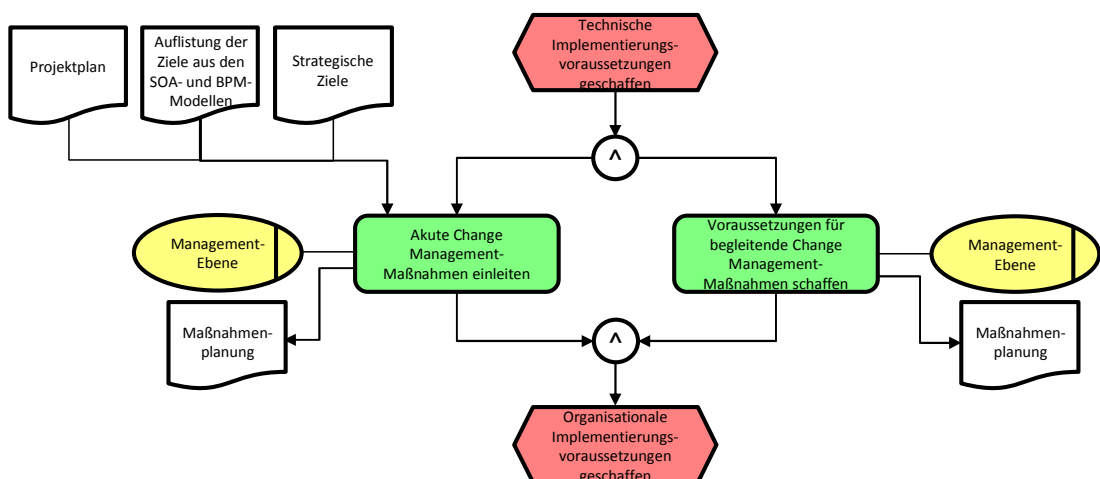 Projektplan
Auflistung der
Ziele aus den
SOA- und BPM-
Modellen
Strategische
Ziele
Technische
Implementierungs-
voraussetzungen
geschaffen
^
Management-
Ebene
Akute Change
Management-
Maßnahmen einleiten
Voraussetzungen für
begleitende Change
Management-
Maßnahmen schaffen
Management-
Ebene
Maßnahmen-
planung
^
Maßnahmen-
planung
Organisationale
Implementierungs-
voraussetzungen
geschaffen